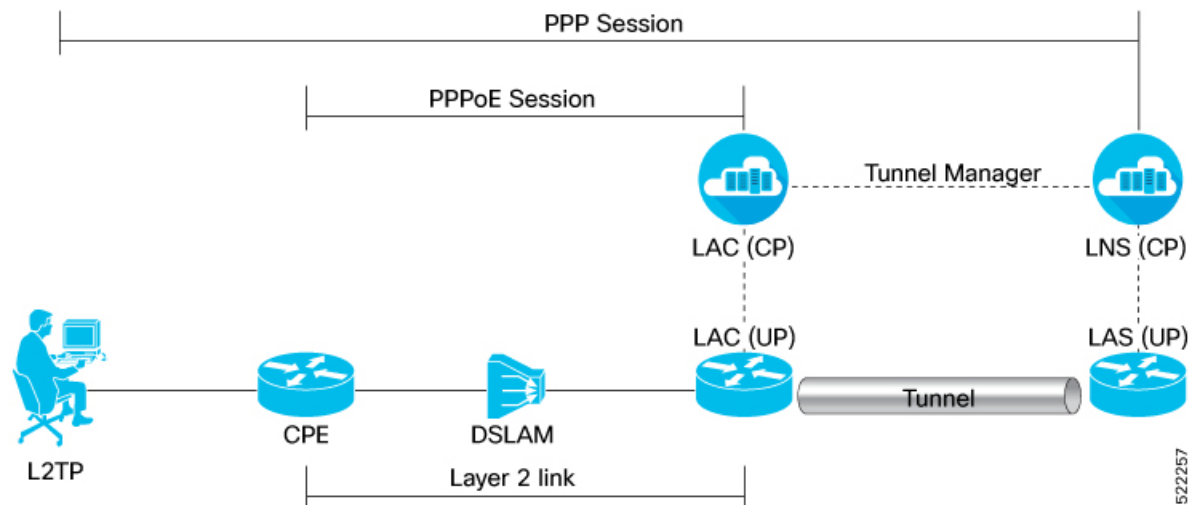 PPP Session
PPPoE Session
Tunnel Manager
LAC (CP)
LNS (CP)
LAC (UP)
LAS (UP)
Tunnel
CPE
DSLAM
L2TP
Layer 2 link
522257